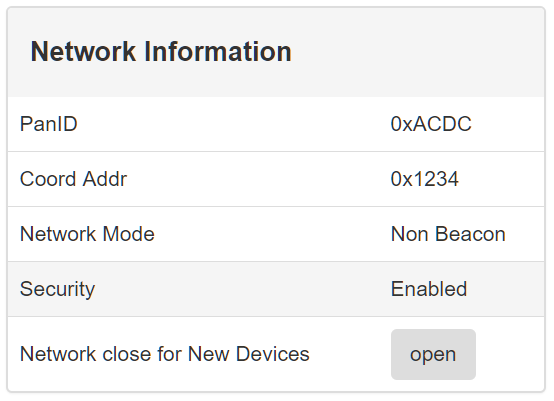 Network Information
PanID 0xACDC
Coord Addr 0x1234
Network Mode Non Beacon
Security Enabled
Network close for New Devices open